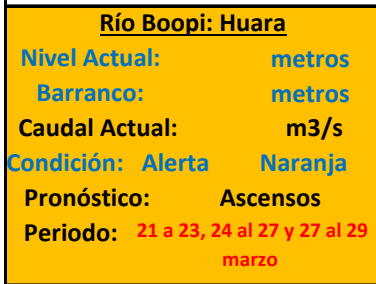 Río Boopi: Huara
Nivel Actual: metros
Barranco: metros
Caudal Actual: m3/s
Condición: Alerta Naranja
Pronóstico: Ascensos
Periodo: 21 a 23, 24 al 27 y 27 al 29
marzo